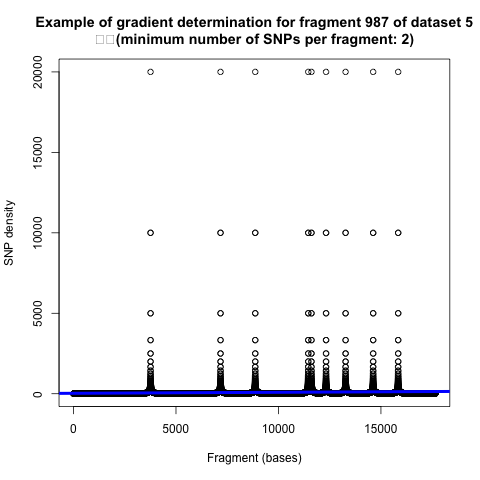 Example of gradient determination for fragment 987 of dataset 5
(minimum number of SNPs per fragment: 2)
20000
15000
10000
5000
0
SNP density
0 5000 10000 15000
Fragment (bases)